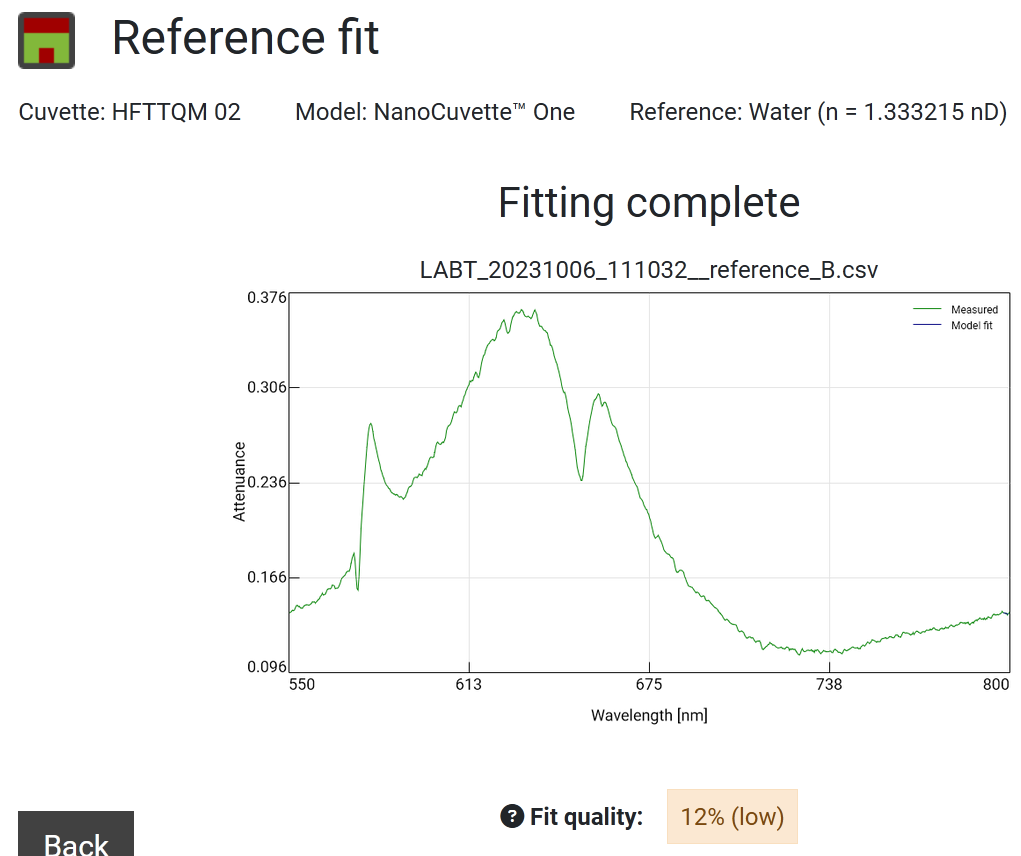 Reference fit
Cuvette: HFTTQM 02 Model: NanoCuvette™ One Reference: Water (n = 1.333215 nD)
Fitting complete
LABT_20231006_111032__reference_B.csv
0.376
0.306
0.236
0.166
0.096
Attenuance
Measured
Model fit
550 613 675 738 800
Wavelength [nm]
? Fit quality: 12% (low)
Back